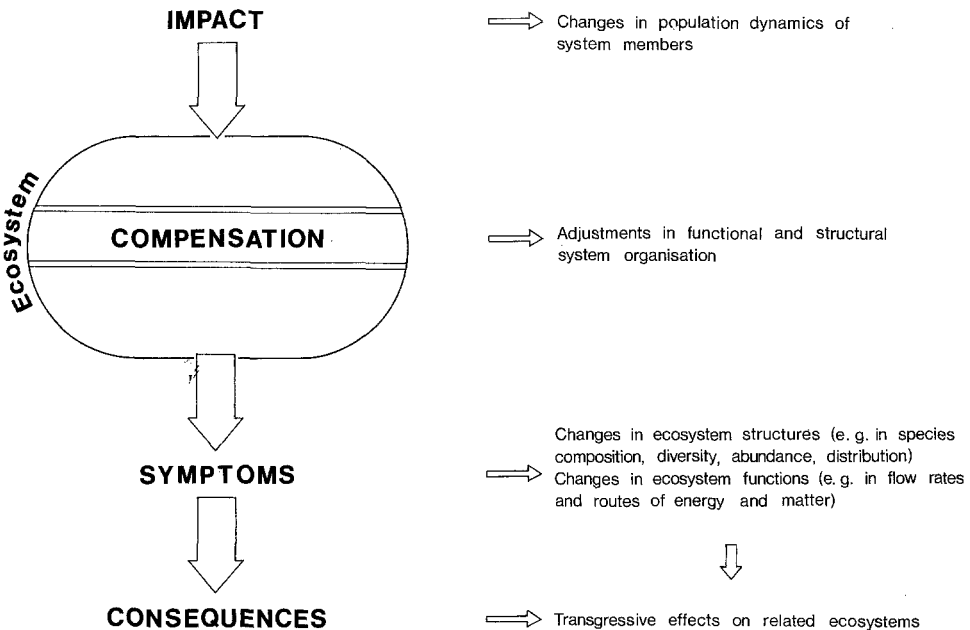 IMPACT
Changes in population dynamics of
system members
Ecosystem
COMPENSATION
Adjustments in functional and structural
system organisation
SYMPTOMS
Changes in ecosystem structures (e. g. in species
composition, diversity, abundance, distribution)
Changes in ecosystem functions (e. g. in flow rates
and routes of energy and matter)
CONSEQUENCES
Transgressive effects on related ecosystems